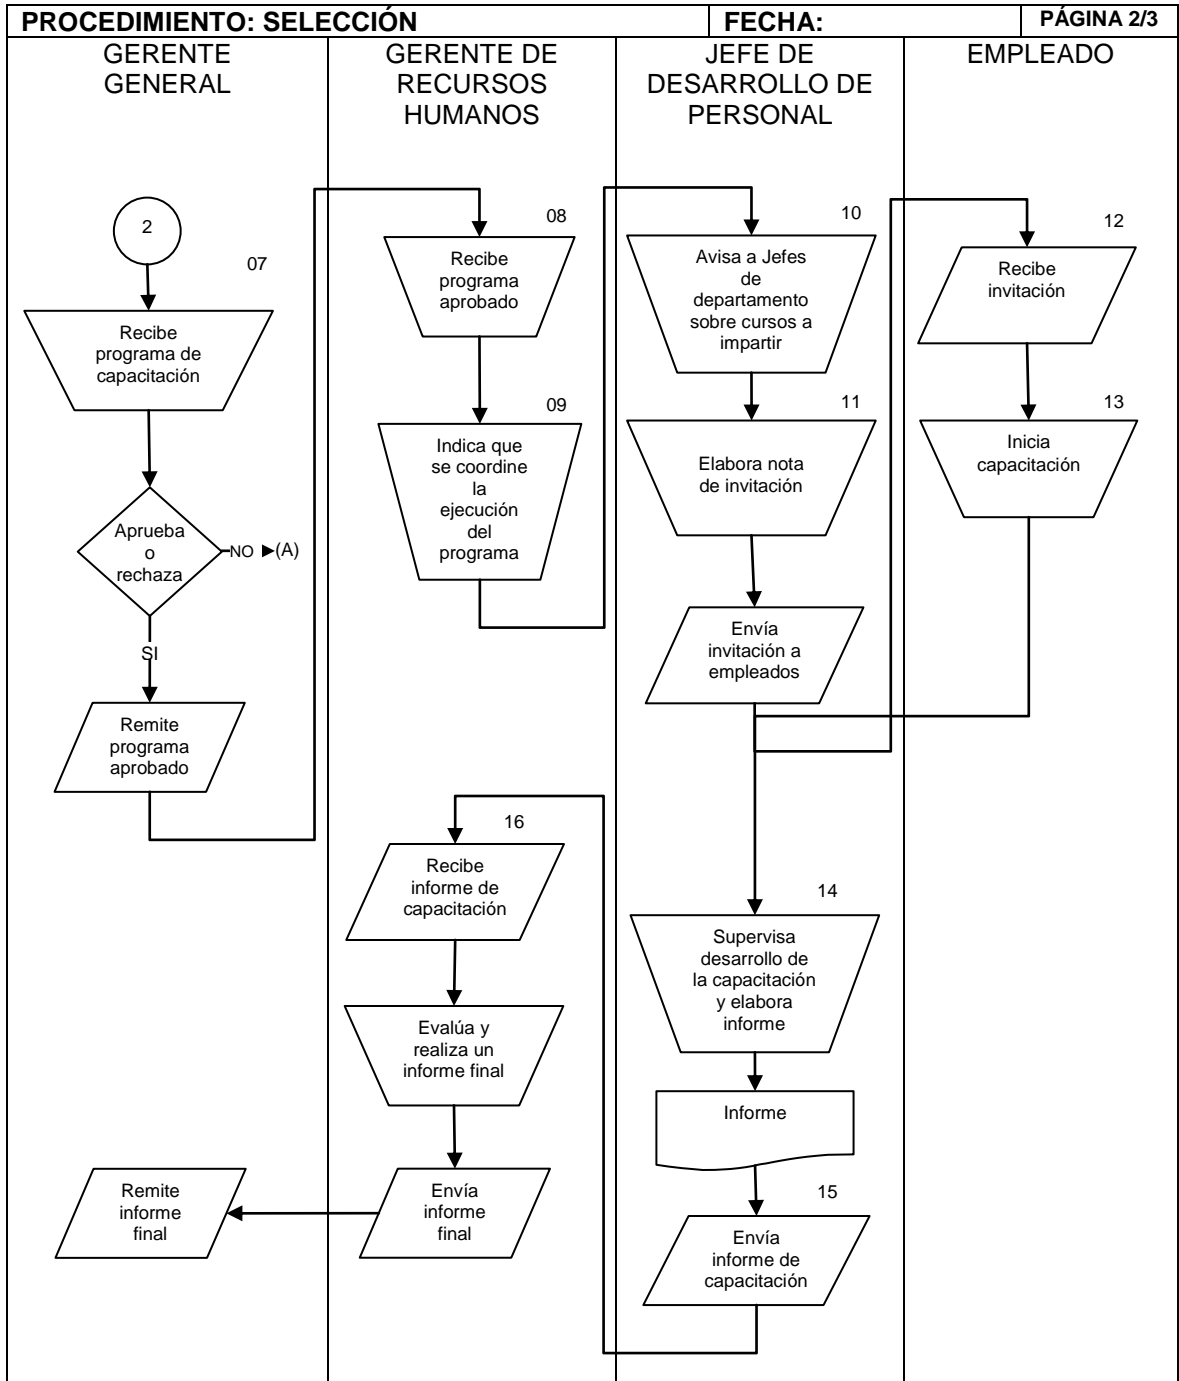 PROCEDIMIENTO: SELECCIÓN
FECHA:
PÁGINA 2/3
GERENTE
GENERAL
GERENTE DE
RECURSOS
HUMANOS
JEFE DE
DESARROLLO DE
PERSONAL
EMPLEADO
2
07
Recibe
programa de
capacitación
Aprueba
o
rechaza
NO
(A)
SI
Remite
programa
aprobado
08
Recibe
programa
aprobado
09
Indica que
se coordine
la
ejecución
del
programa
10
Avisa a Jefes
de
departamento
sobre cursos a
impartir
11
Elabora nota
de invitación
Envía
invitación a
empleados
12
Recibe
invitación
13
Inicia
capacitación
14
Supervisa
desarrollo de
la capacitación
y elabora
informe
Informe
15
Envía
informe de
capacitación
16
Recibe
informe de
capacitación
Evalúa y
realiza un
informe final
Envía
informe
final
Remite
informe
final